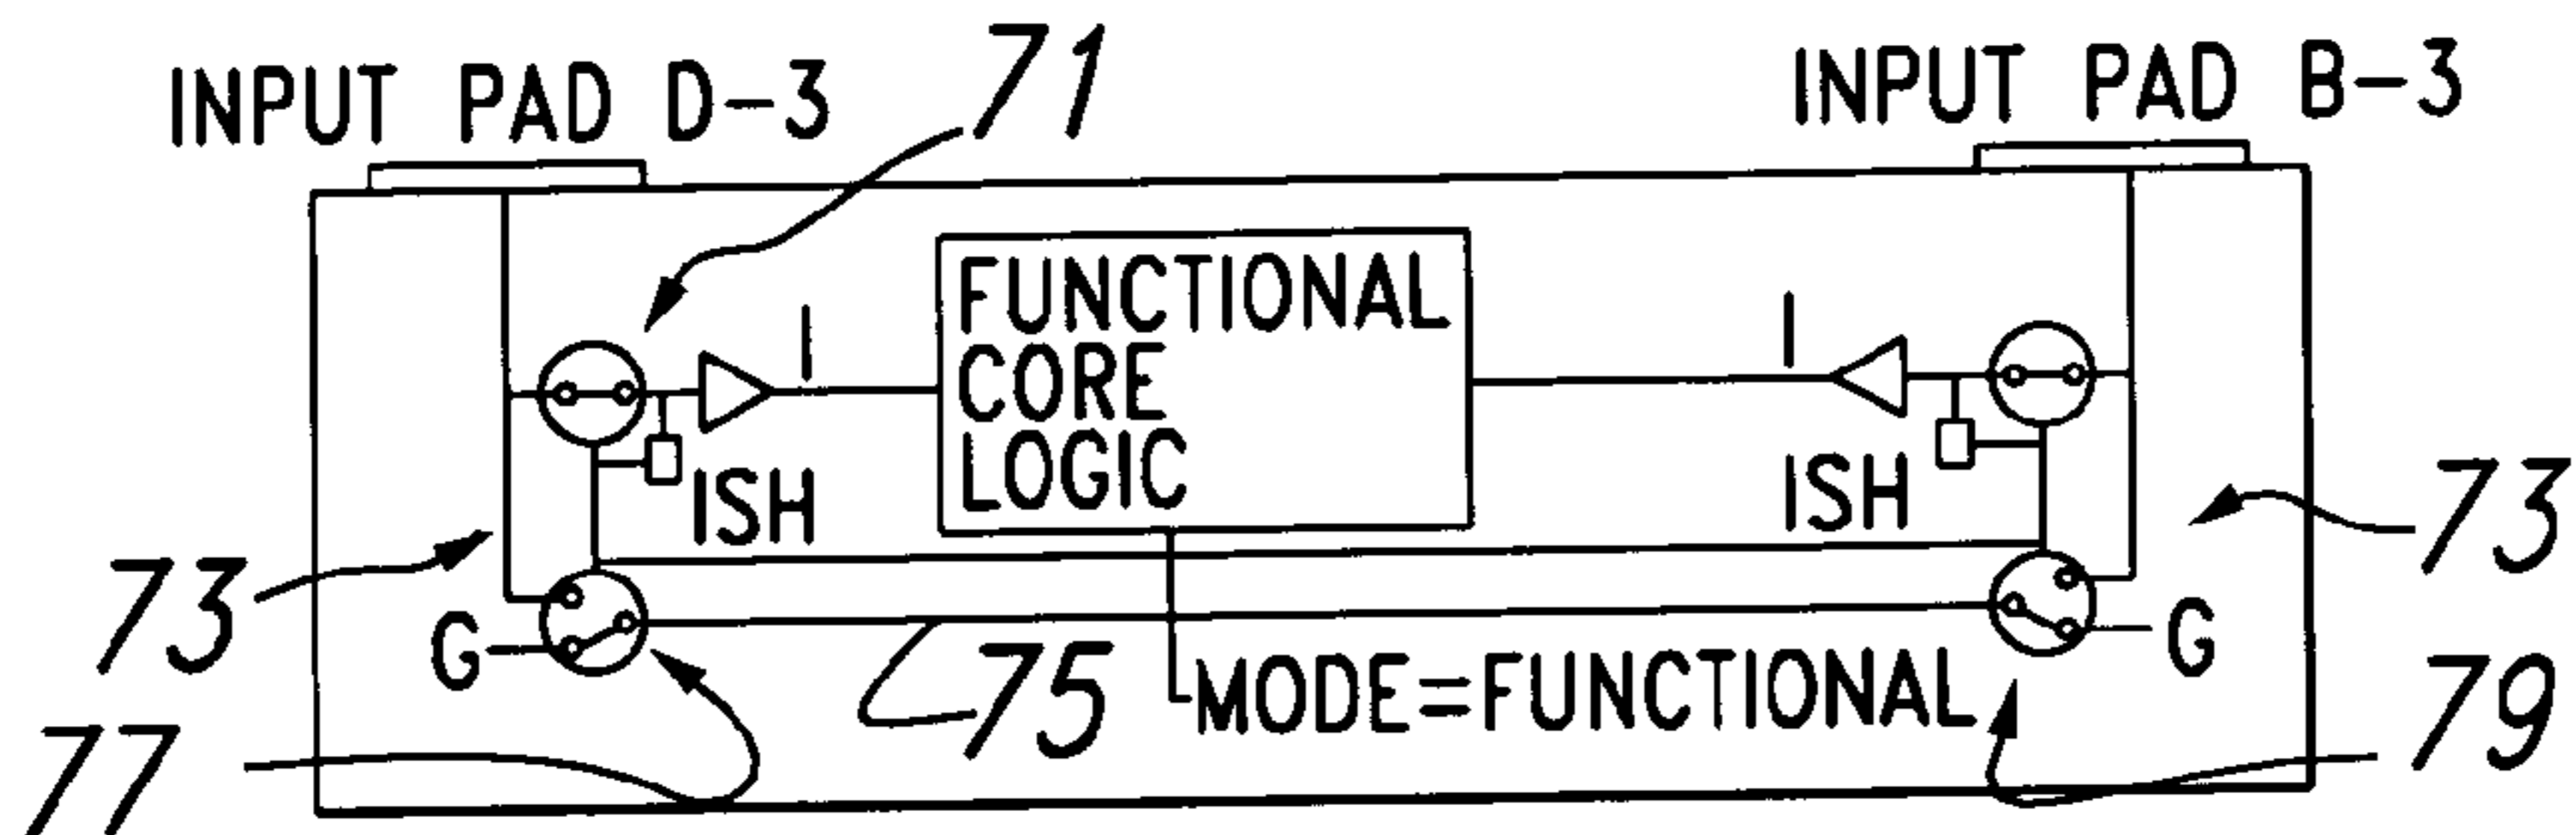 INPUT PAD D-3
71
INPUT PAD B-3
I
FUNCTIONAL
CORE
LOGIC
I
ISH
ISH
73
73
G
75
MODE=FUNCTIONAL
G
77
79